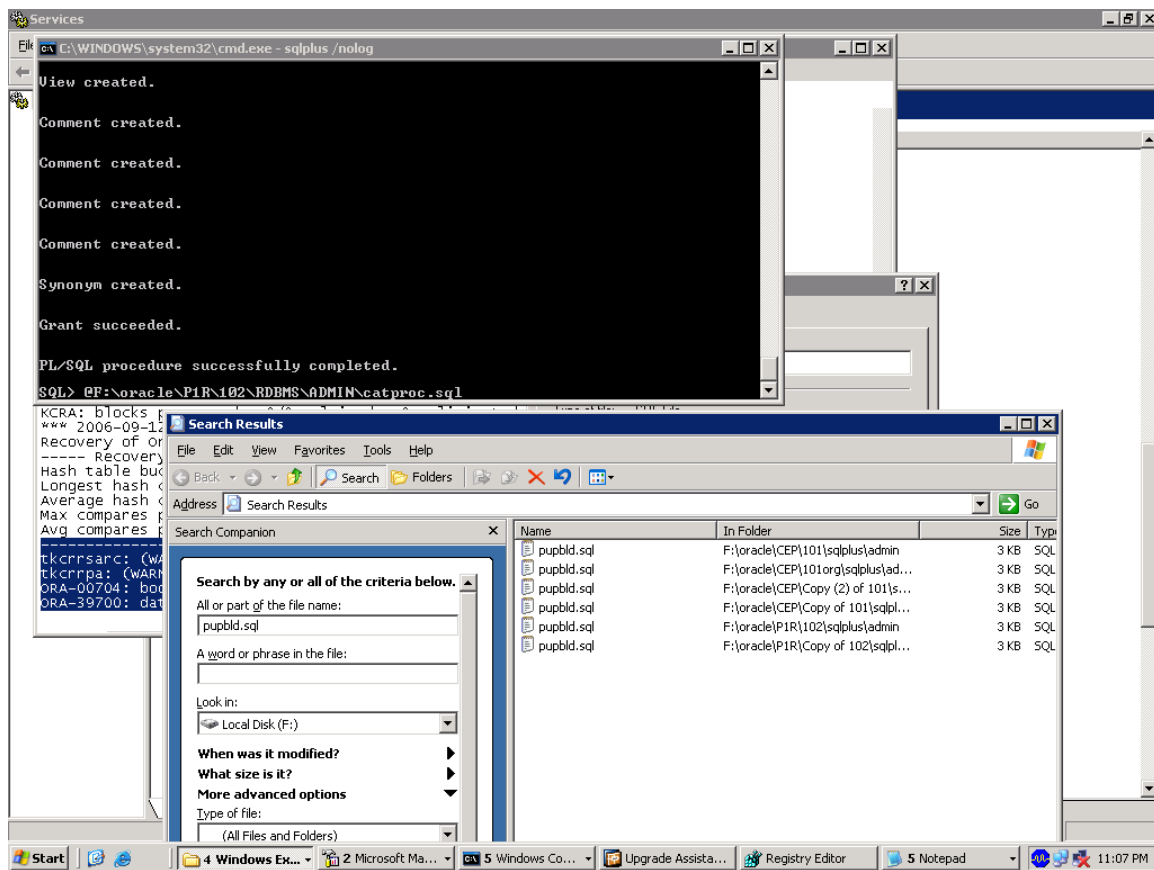 Services
File
C:\WINDOWS\system32\cmd.exe - sqlplus /nolog
View created.
Comment created.
Comment created.
Comment created.
Comment created.
Synonym created.
Grant succeeded.
PL/SQL procedure successfully completed.
SQL> @F:\oracle\P1R\102\RDBMS\ADMIN\catproc.sql
KCRA: blocks
*** 2006-09-12
Recovery of
----- Recovery
Hash table
Longest hash
Average hash
Max compares
Avg compares
tkcrrsarc:
tkcrrpa: (WARN
ORA-00704:
ORA-39700:
Search Results
File Edit View Favorites Tools Help
Back Search Folders
Address Search Results Go
Search Companion
Search by any or all of the criteria below.
All or part of the file name:
pupbld.sql
A word or phrase in the file:
Look in:
Local Disk (F:)
When was it modified?
What size is it?
More advanced options
Type of file:
(All Files and Folders)
Name In Folder Size Type
pupbld.sql F:\oracle\CEP\101\sqlplus\admin 3 KB SQL
pupbld.sql F:\oracle\CEP\101org\sqlplus\ad... 3 KB SQL
pupbld.sql F:\oracle\CEP\Copy (2) of 101\s... 3 KB SQL
pupbld.sql F:\oracle\CEP\Copy of 101\sqlpl... 3 KB SQL
pupbld.sql F:\oracle\P1R\102\sqlplus\admin 3 KB SQL
pupbld.sql F:\oracle\P1R\Copy of 102\sqlpl... 3 KB SQL
Start 4 Windows Ex... 2 Microsoft Ma... 5 Windows Co... Upgrade Assista... Registry Editor 5 Notepad 11:07 PM